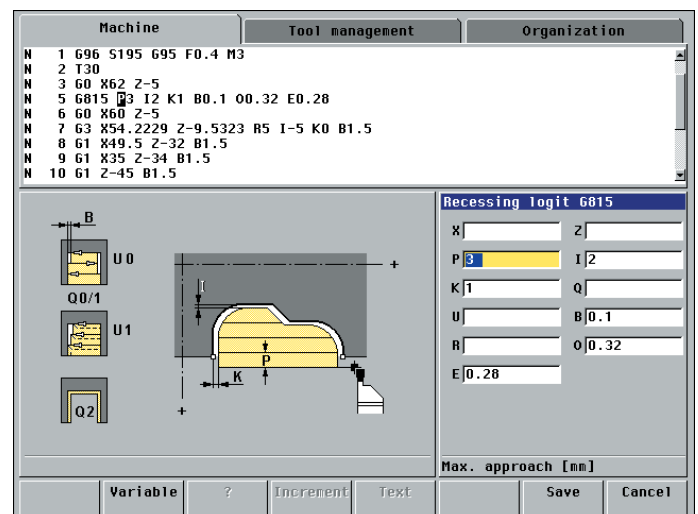 Machine
Tool management
Organization
N 1 G96 S195 G95 F0.4 M3
N 2 T30
N 3 G0 X62 Z-5
N 5 G815 P3 I2 K1 B0.1 O0.32 E0.28
N 6 G0 X60 Z-5
N 7 G3 X54.2229 Z-9.5323 R5 I-5 K0 B1.5
N 8 G1 X49.5 Z-32 B1.5
N 9 G1 X35 Z-34 B1.5
N 10 G1 Z-45 B1.5
B
U0
Q0/1
U1
Q2
I
P
K
+
+
Recessing logit G815
X
Z
P 3
I 2
K 1
Q
U
B 0.1
R
O 0.32
E 0.28
Max. approach [mm]
Variable
?
Increment
Text
Save
Cancel